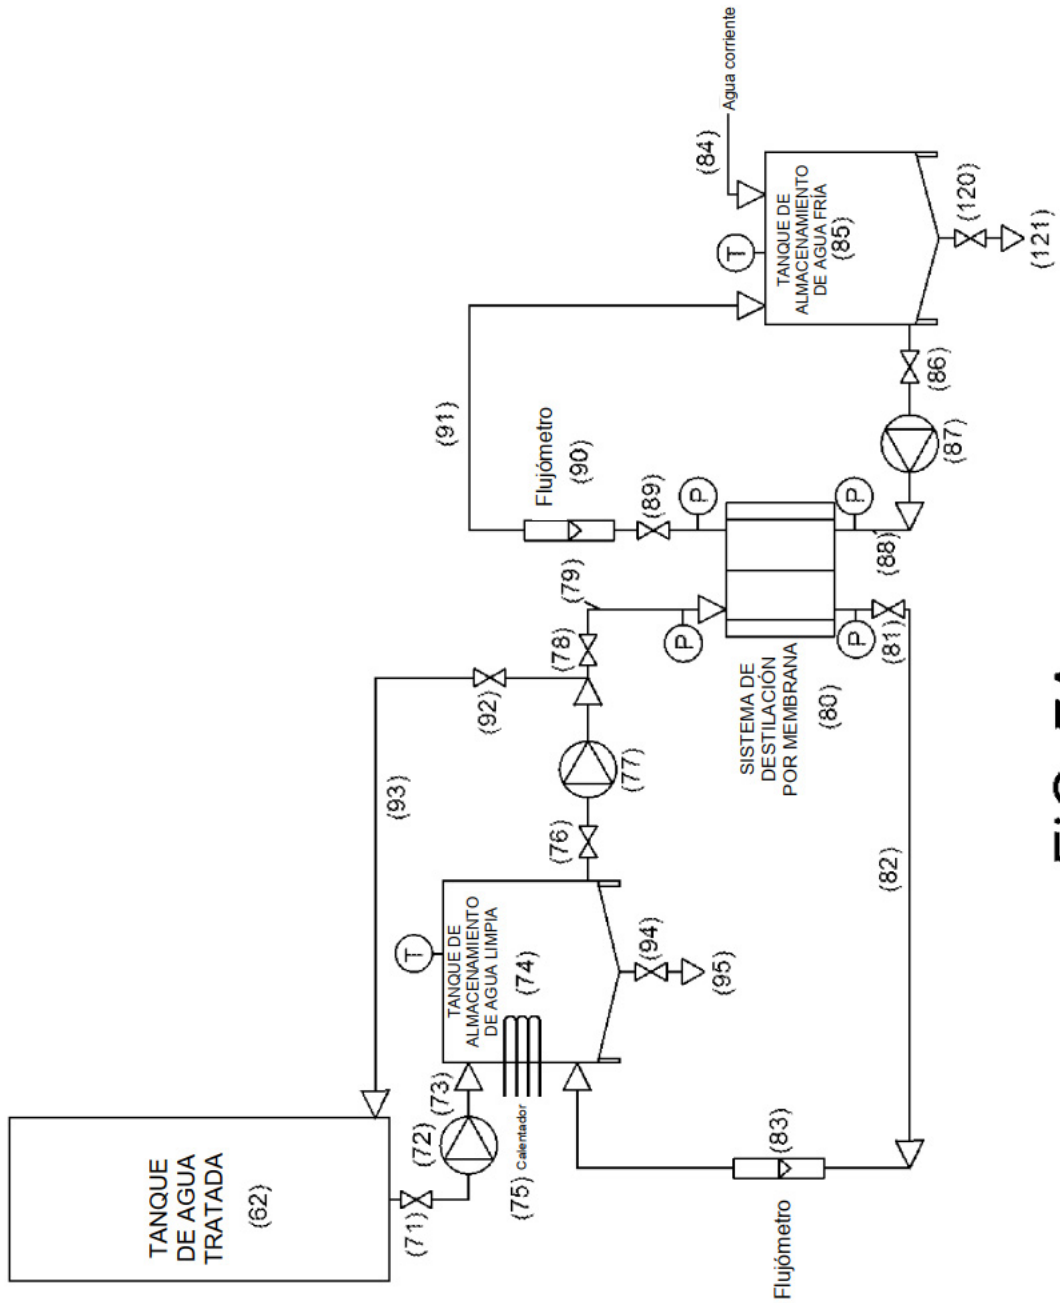 TANQUE
DE AGUA
TRATADA
(62)
(71)
(72)
(73)
(75) Calentador
T
TANQUE DE
ALMACENAMIENTO
DE AGUA LIMPIA
(74)
(94)
(95)
(76)
(77)
(78)
(79)
(92)
(93)
P
P
P
P
SISTEMA DE
DESTILACIÓN
POR MEMBRANA
(80)
(81)
(82)
(83)
Flujómetro
(88)
(89)
Flujómetro
(90)
(91)
(87)
(86)
T
TANQUE DE
ALMACENAMIENTO
DE AGUA FRÍA
(85)
(84)
Agua corriente
(120)
(121)